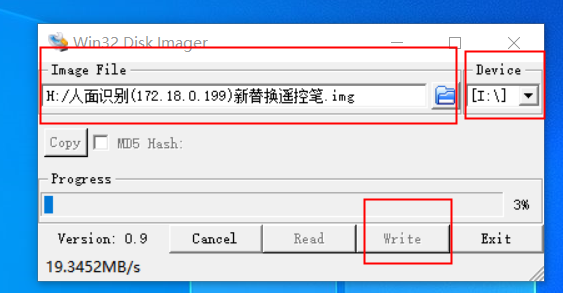 Win32 Disk Imager
Image File
Device
H:/人面识别(172.18.0.199)新替换遥控笔.img
[I:\]
Copy
MD5 Hash:
Progress
3%
Version: 0.9
Cancel
Read
Write
Exit
19.3452MB/s